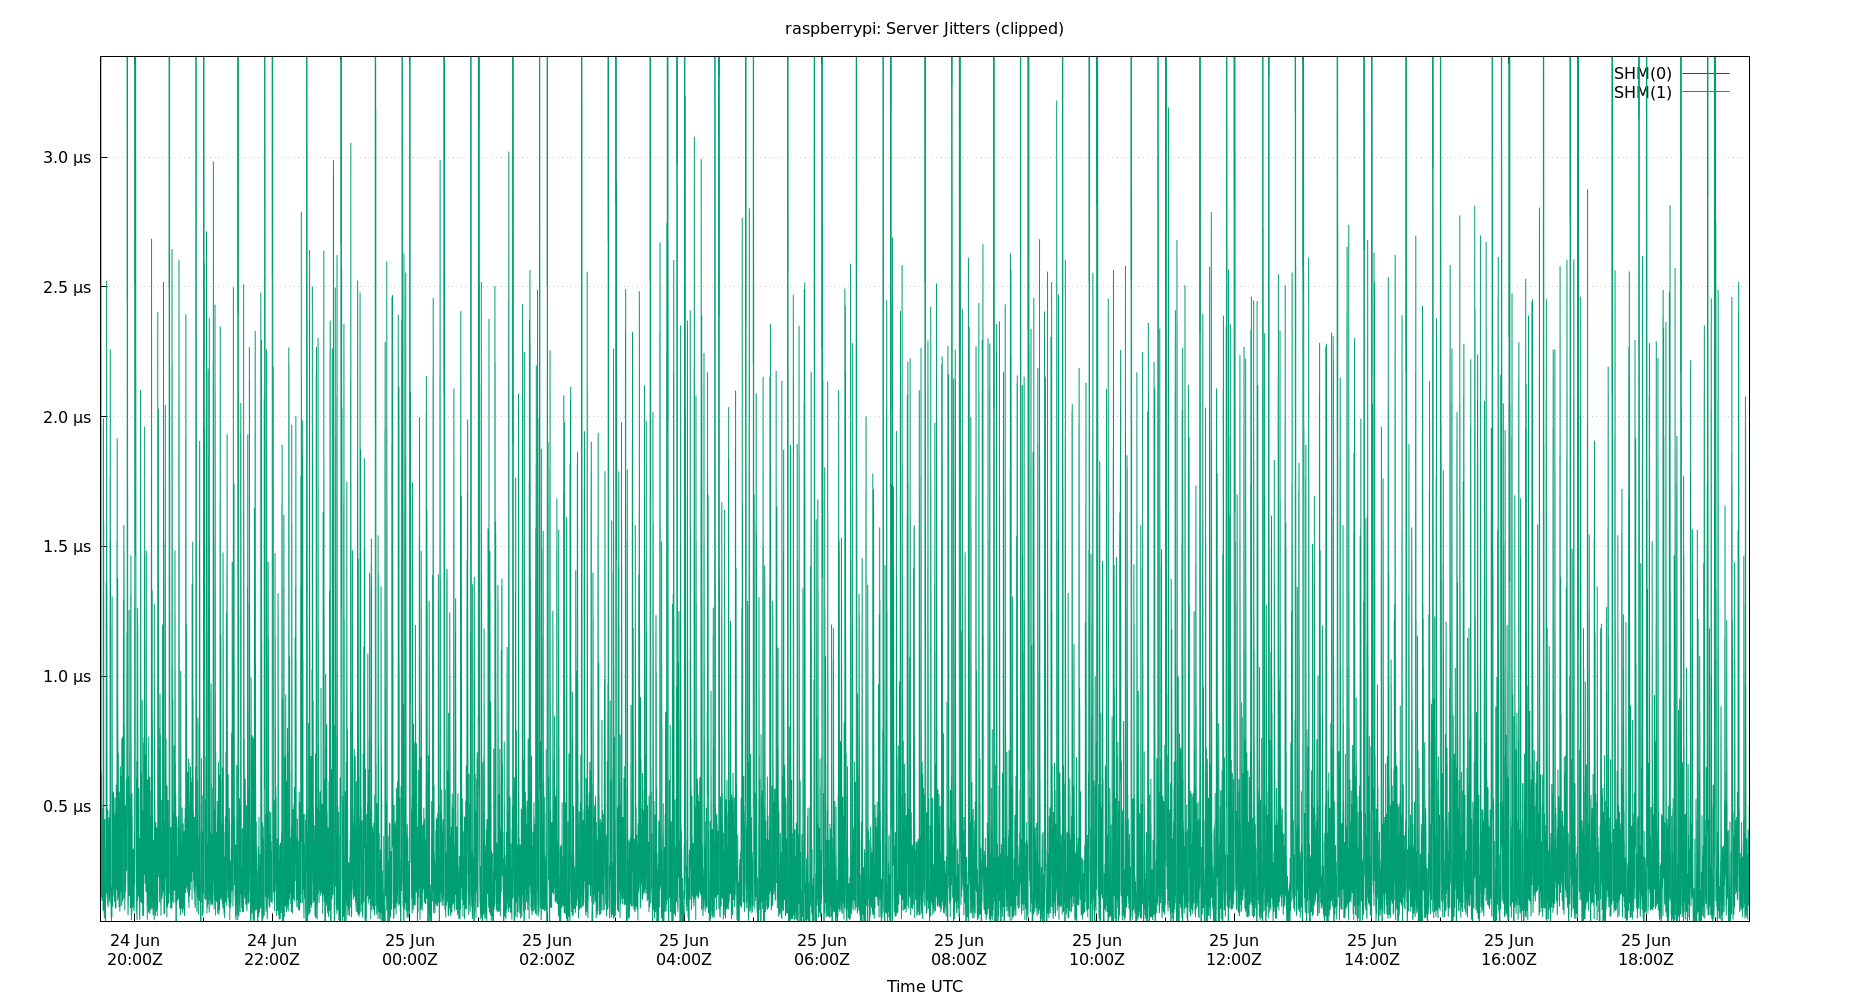 raspberrypi: Server Jitters (clipped)
SHM(0)
SHM(1)
3.0 µs
2.5 µs
2.0 µs
1.5 µs
1.0 µs
0.5 µs
24 Jun 24 Jun 25 Jun 25 Jun 25 Jun 25 Jun 25 Jun 25 Jun 25 Jun 25 Jun 25 Jun 25 Jun
20:00Z 22:00Z 00:00Z 02:00Z 04:00Z 06:00Z 08:00Z 10:00Z 12:00Z 14:00Z 16:00Z 18:00Z
Time UTC